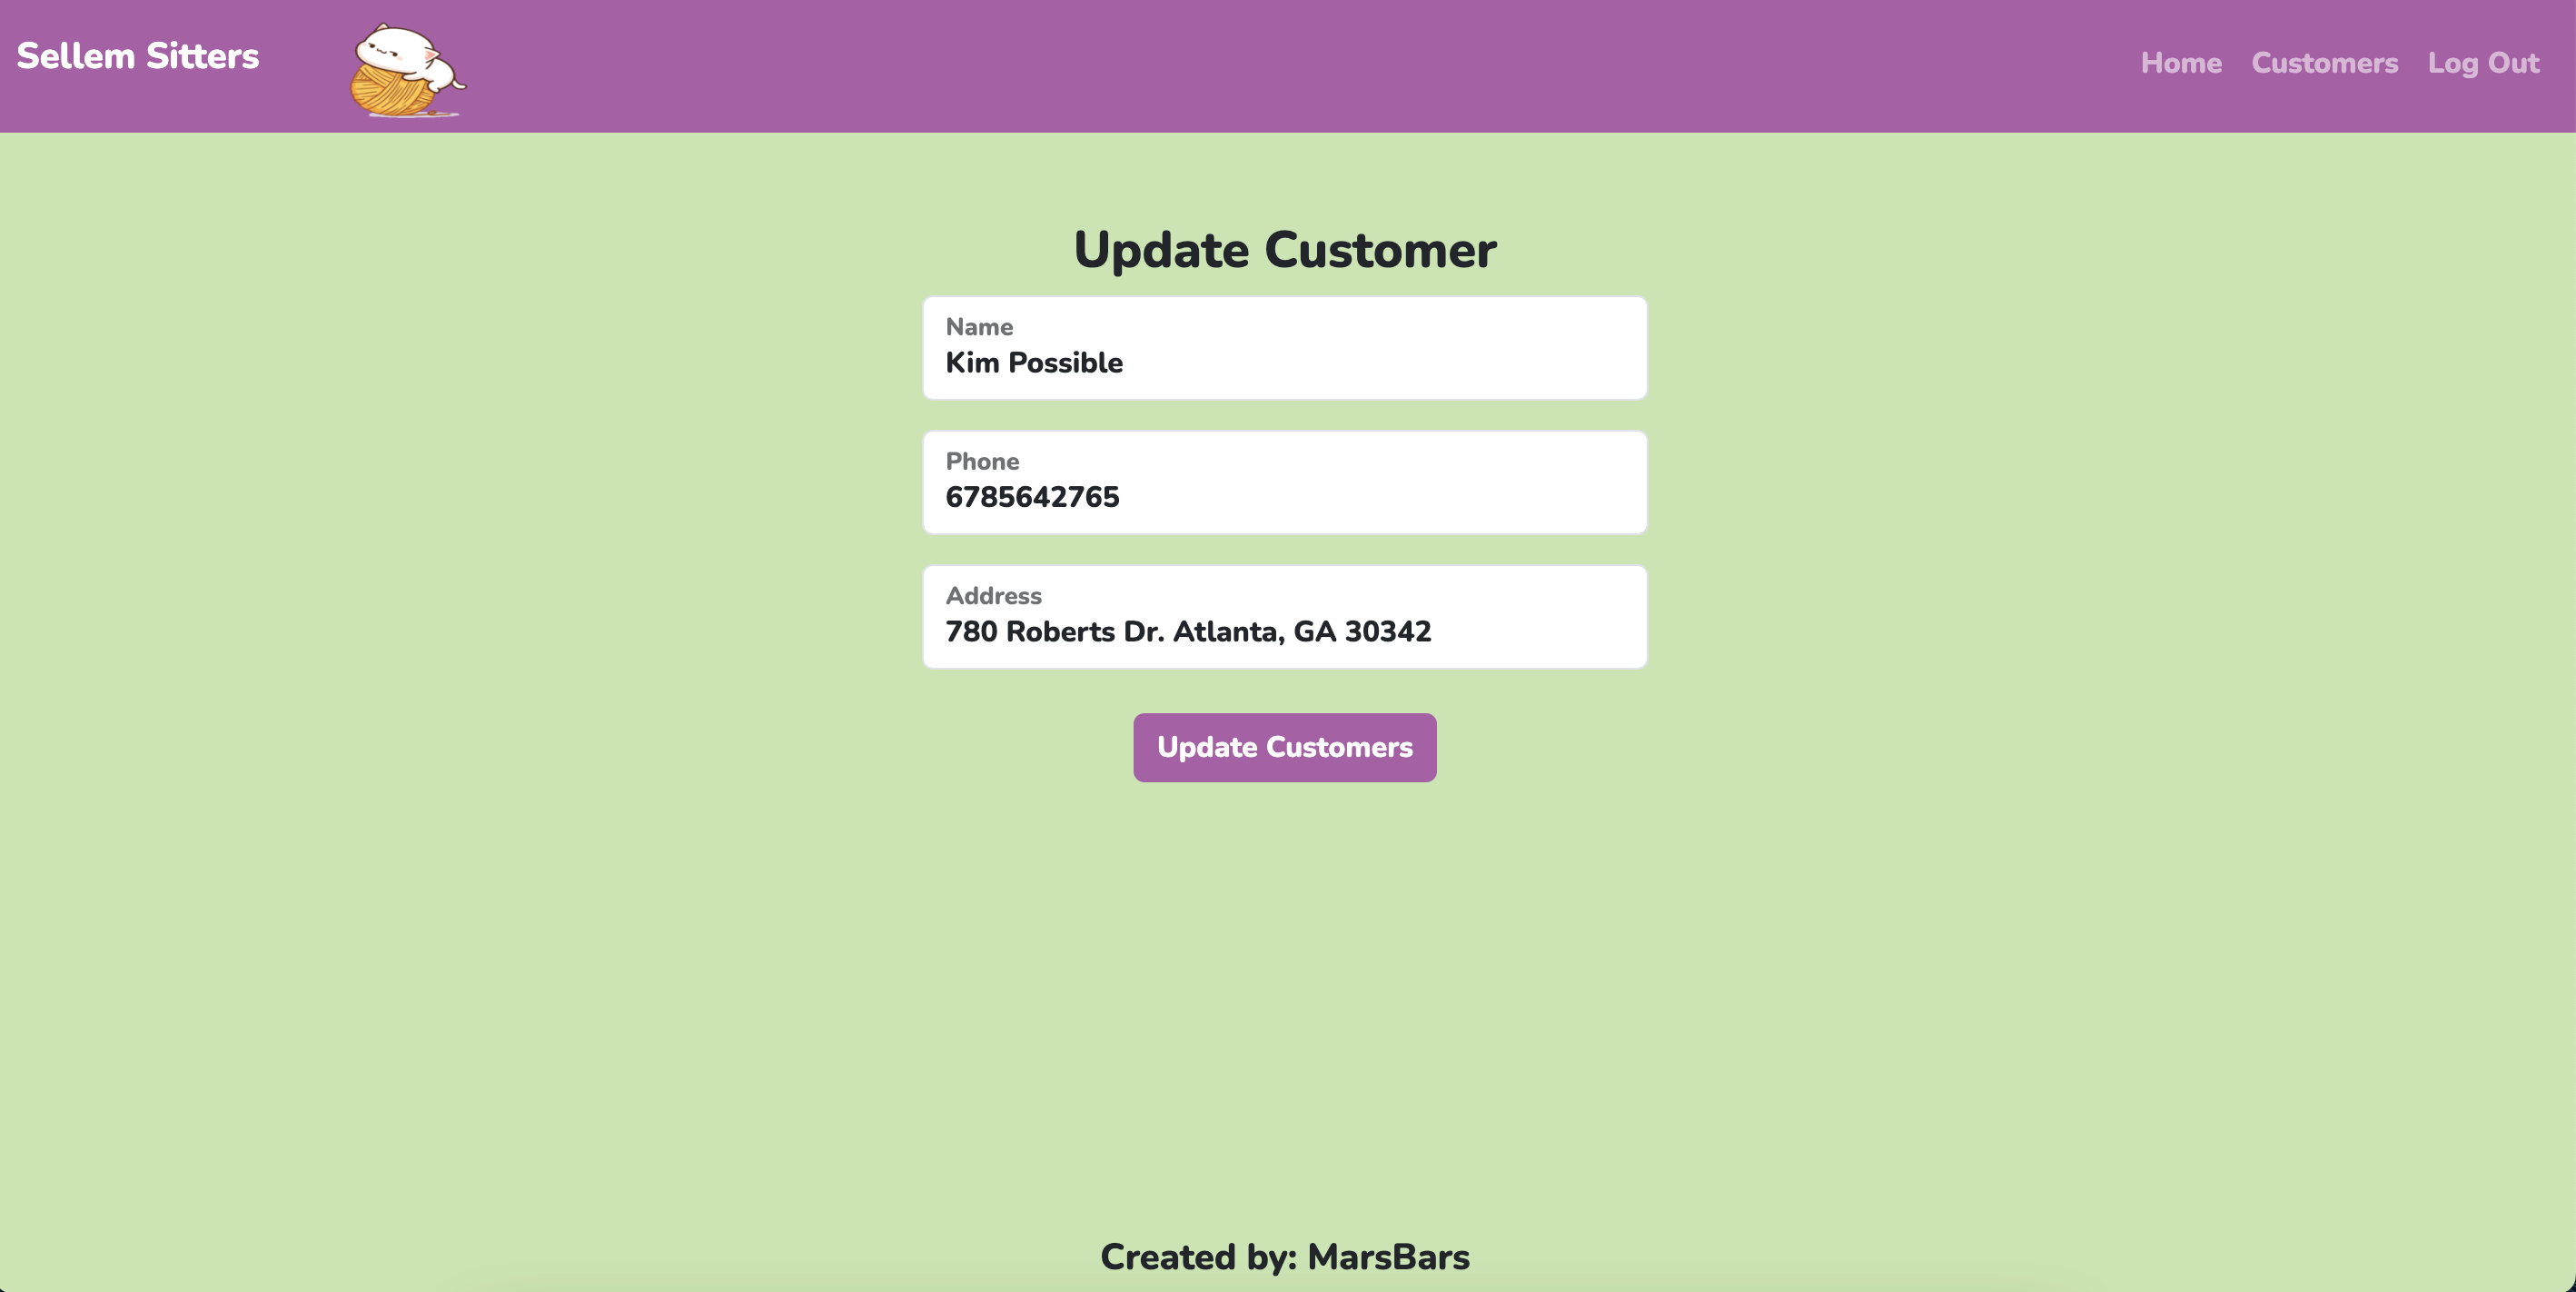 Sellem Sitters
Home Customers Log Out
Update Customer
Name
Kim Possible
Phone
6785642765
Address
780 Roberts Dr. Atlanta, GA 30342
Update Customers
Created by: MarsBars